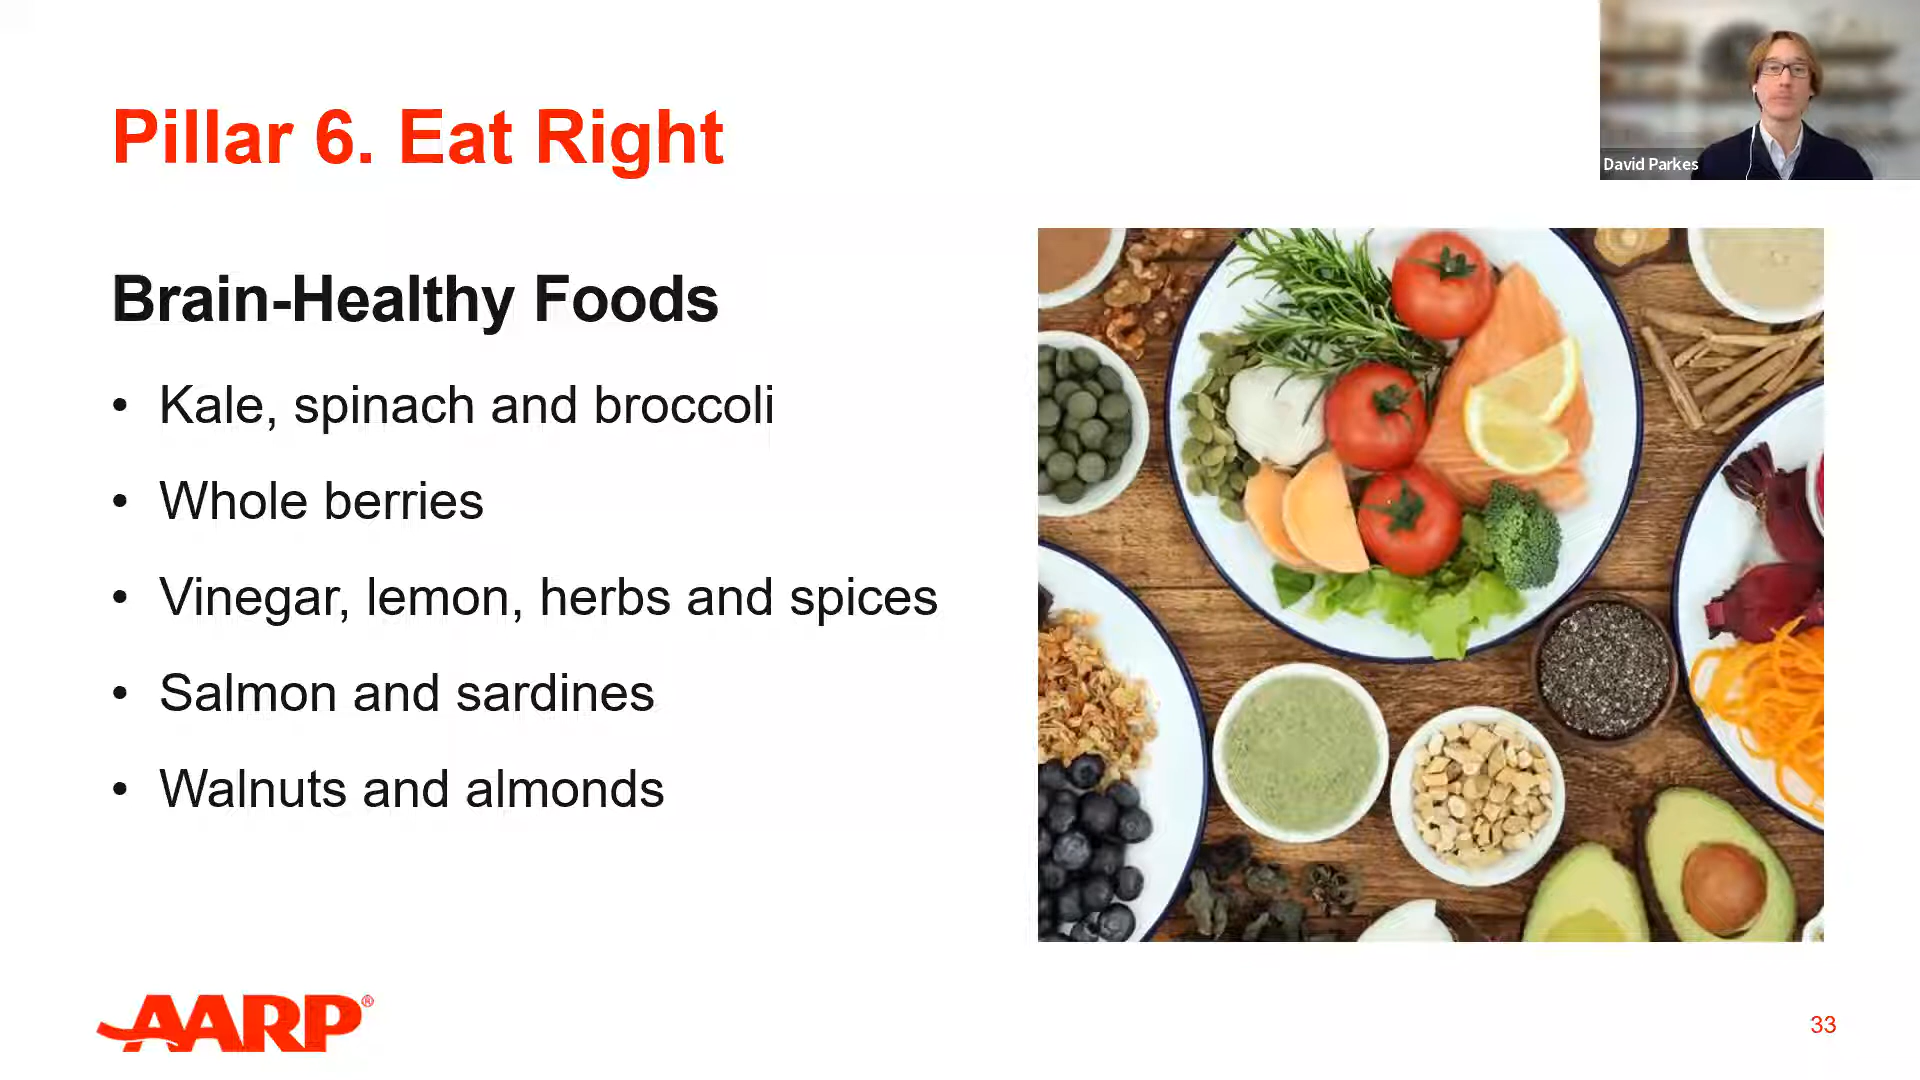 Pillar 6. Eat Right
David Parkes
Brain-Healthy Foods
• Kale, spinach and broccoli
• Whole berries
• Vinegar, lemon, herbs and spices
• Salmon and sardines
• Walnuts and almonds
AARP®
33